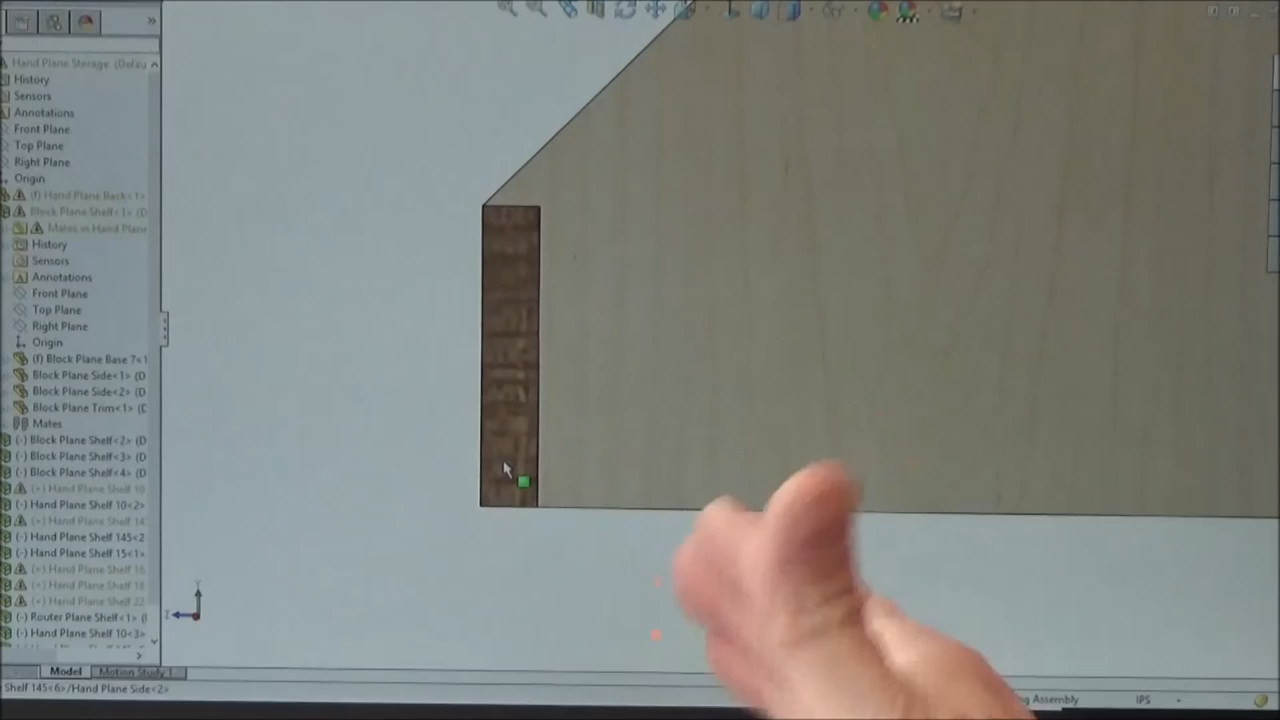 Hand Plane Storage (Defau
History
Sensors
Annotations
Front Plane
Top Plane
Right Plane
Origin
(f) Hand Plane Back<1>
Block Plane Shelf<1> (D
Mates in Hand Plane
History
Sensors
Annotations
Front Plane
Top Plane
Right Plane
Origin
(f) Block Plane Base 7<1
Block Plane Side<1> (D
Block Plane Side<2> (D
Block Plane Trim<1> (D
Mates
(-) Block Plane Shelf<2> (D
(-) Block Plane Shelf<3> (D
(-) Block Plane Shelf<4> (D
Hand Plane Shelf 10
(-) Hand Plane Shelf 10<2>
Hand Plane Shelf 14
(-) Hand Plane Shelf 145<2
(-) Hand Plane Shelf 15<1>
Hand Plane Shelf 16
Hand Plane Shelf 18
Hand Plane Shelf 22
(-) Router Plane Shelf<1> (I
(-) Hand Plane Shelf 10<3>
Model Motion Study 1
Shelf 145<6>/Hand Plane Side<2>
ng Assembly IPS